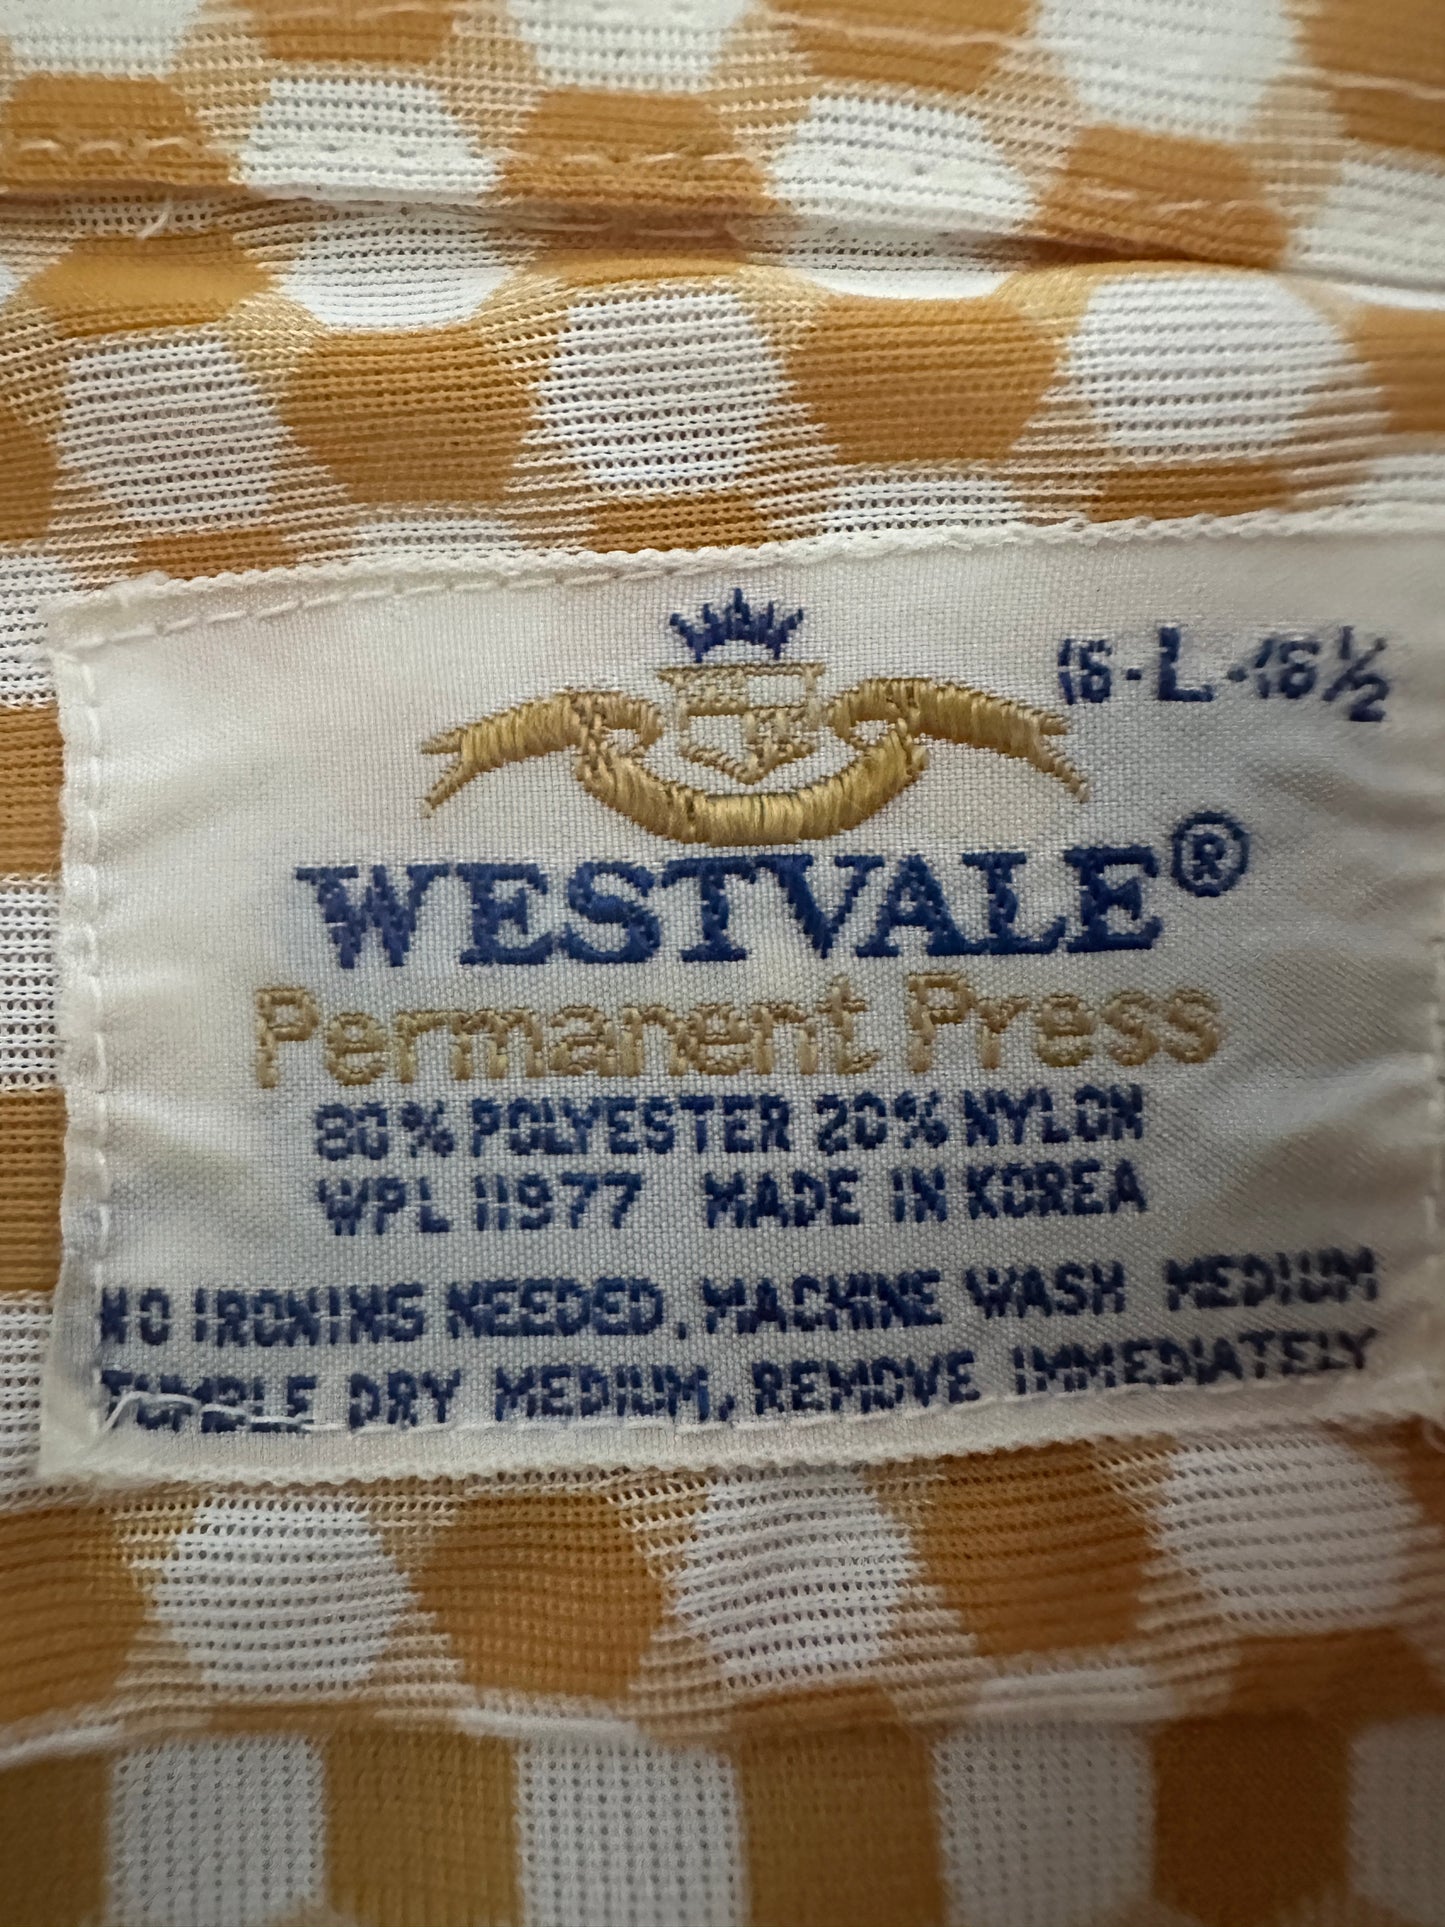 16-L-16½
WESTVALE®
Permanent Press
80% POLYESTER 20% NYLON
WPL 11977 MADE IN KOREA
NO IRONING NEEDED, MACHINE WASH MEDIUM
TUMBLE DRY MEDIUM, REMOVE IMMEDIATELY